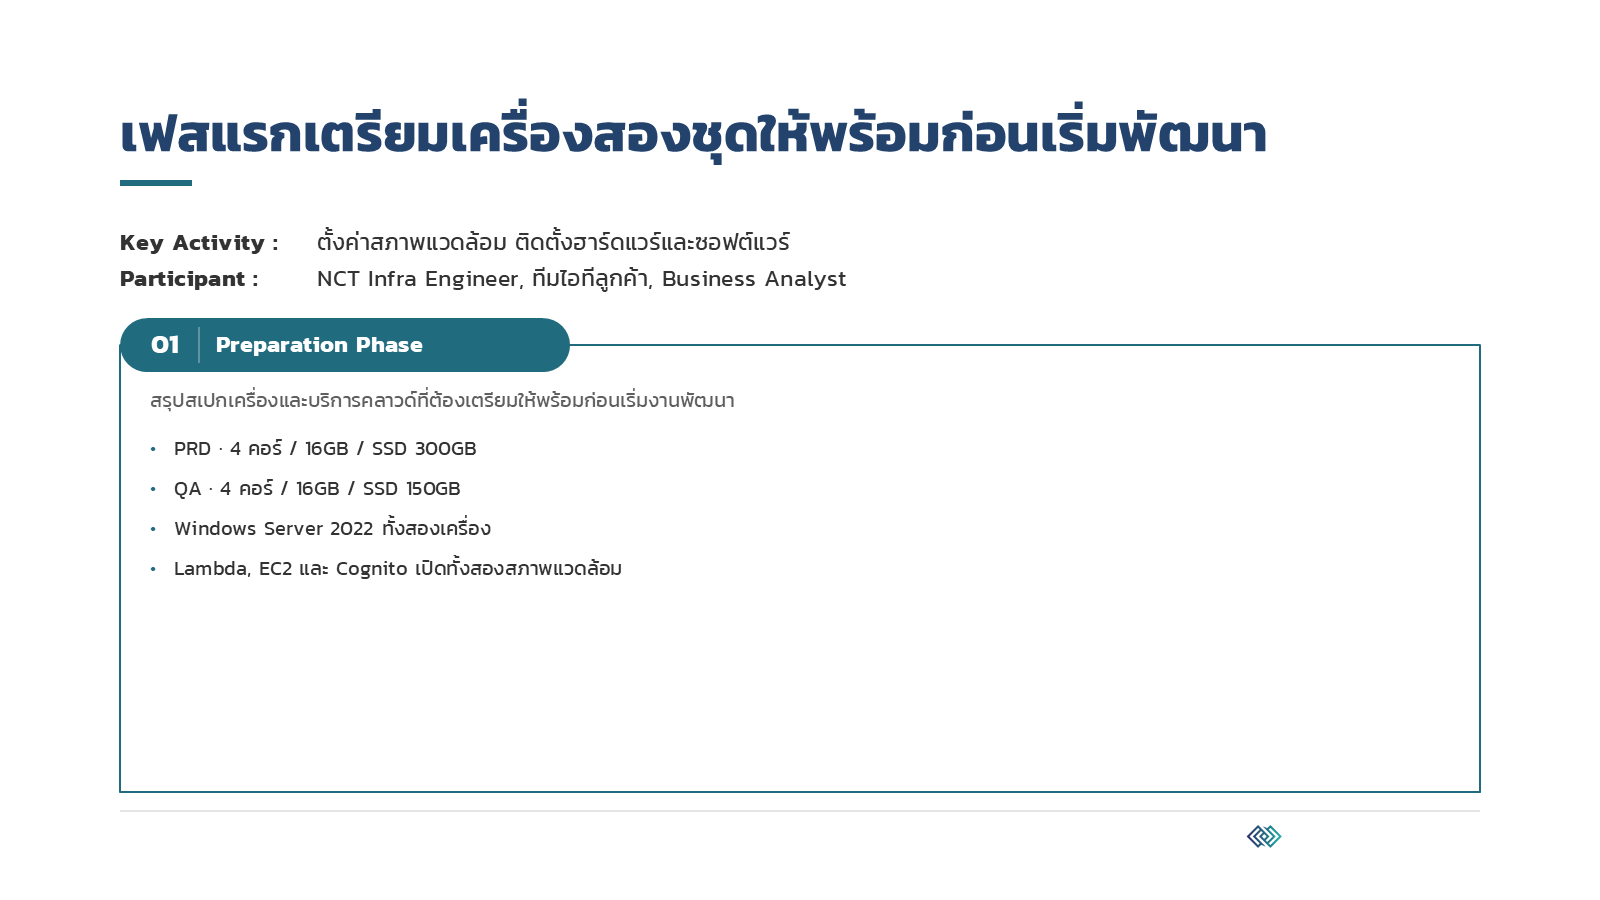 เฟสแรกเตรียมเครื่องสองชุดให้พร้อมก่อนเริ่มพัฒนา
Key Activity : ตั้งค่าสภาพแวดล้อม ติดตั้งฮาร์ดแวร์และซอฟต์แวร์
Participant : NCT Infra Engineer, ทีมไอทีลูกค้า, Business Analyst
01 Preparation Phase
สรุปสเปกเครื่องและบริการคลาวด์ที่ต้องเตรียมให้พร้อมก่อนเริ่มงานพัฒนา
• PRD · 4 คอร์ / 16GB / SSD 300GB
• QA · 4 คอร์ / 16GB / SSD 150GB
• Windows Server 2022 ทั้งสองเครื่อง
• Lambda, EC2 และ Cognito เปิดทั้งสองสภาพแวดล้อม